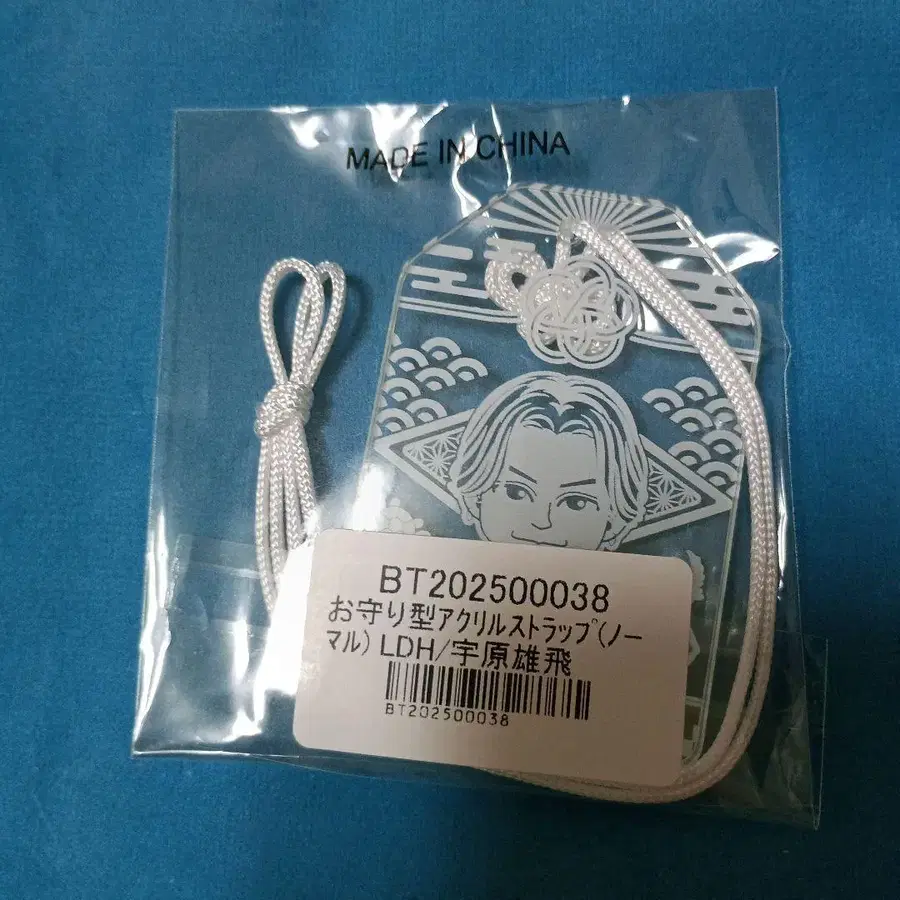 MADE IN CHINA
BT202500038
お守り型ｱｸﾘﾙｽﾄﾗｯﾌﾟ(ﾉｰ
ﾏﾙ) LDH/宇原雄飛
BT202500038